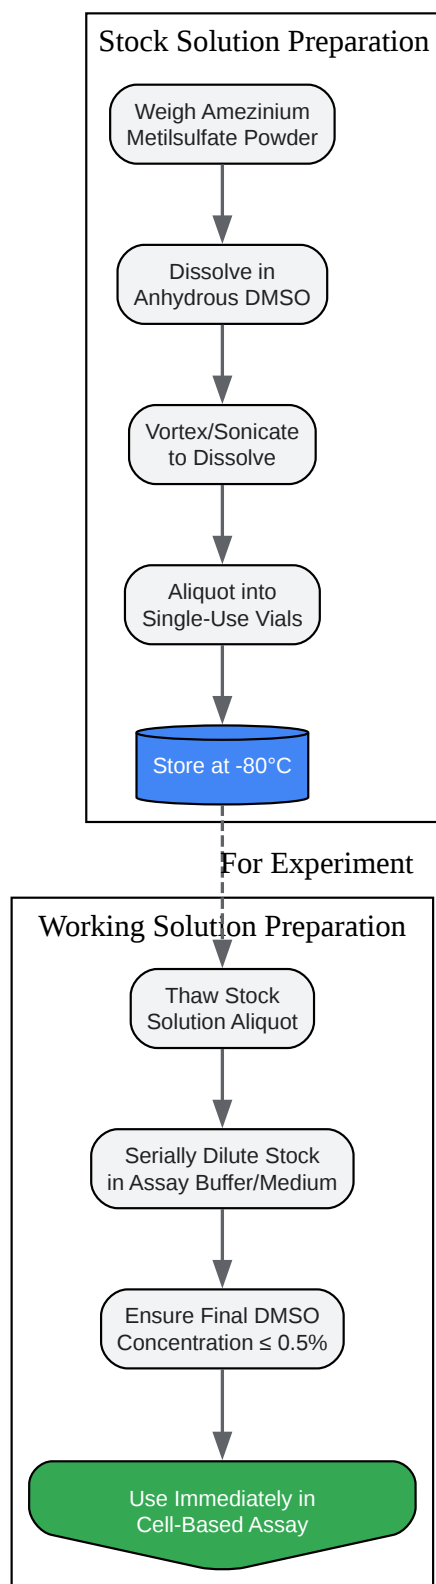 Stock Solution Preparation
Weigh Amezinium
Metilsulfate Powder
Dissolve in
Anhydrous DMSO
Vortex/Sonicate
to Dissolve
Aliquot into
Single-Use Vials
Store at -80°C
For Experiment
Working Solution Preparation
Thaw Stock
Solution Aliquot
Serially Dilute Stock
in Assay Buffer/Medium
Ensure Final DMSO
Concentration ≤ 0.5%
Use Immediately in
Cell-Based Assay